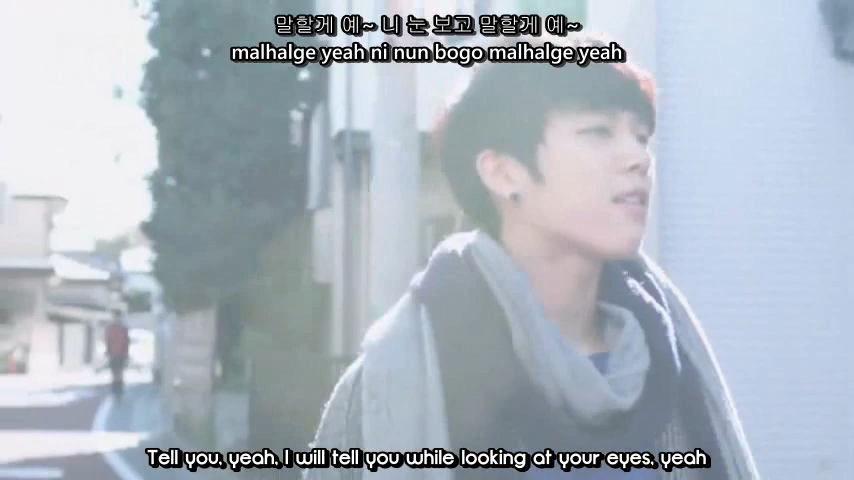 말할게 예~ 니 눈 보고 말할게 예~
malhalge yeah ni nun bogo malhalge yeah
Tell you, yeah, I will tell you while looking at your eyes, yeah